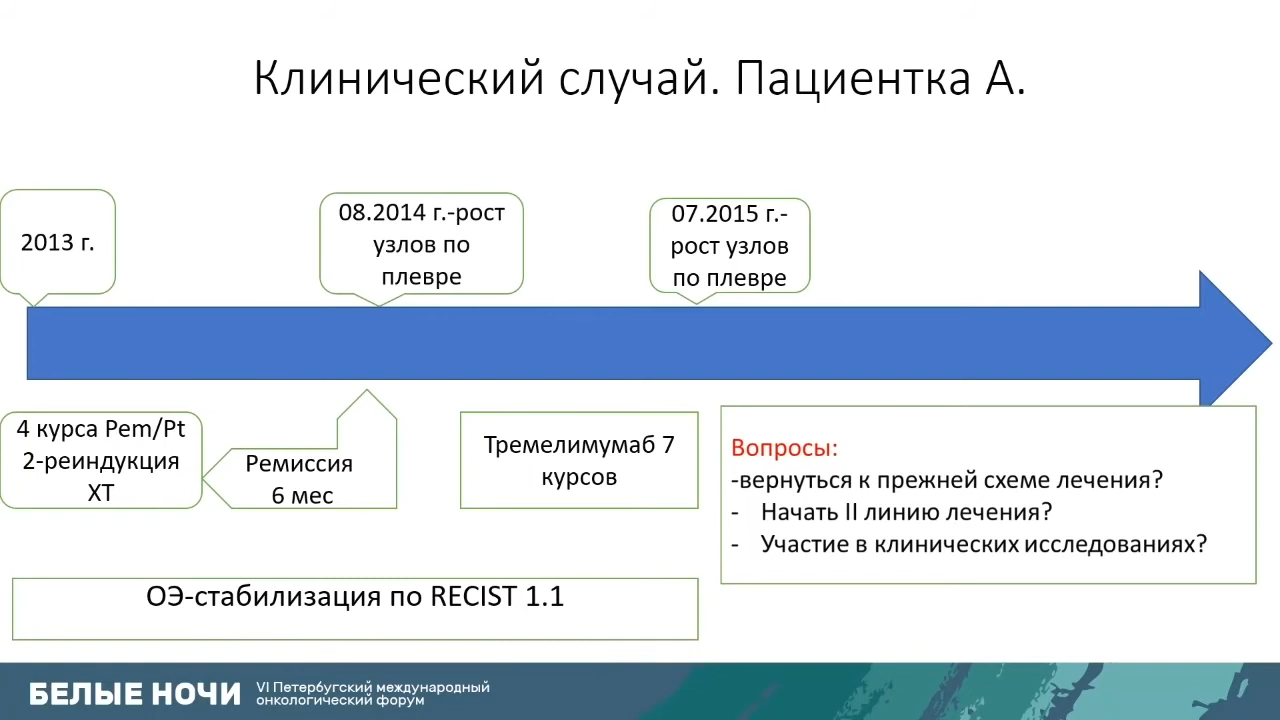 Клинический случай. Пациентка А.
2013 г.
08.2014 г.-рост
узлов по
плевре
07.2015 г.-
рост узлов
по плевре
4 курса Pem/Pt
2-реиндукция
ХТ
Ремиссия
6 мес
Тремелимумаб 7
курсов
Вопросы:
-вернуться к прежней схеме лечения?
- Начать II линию лечения?
- Участие в клинических исследованиях?
ОЭ-стабилизация по RECIST 1.1
БЕЛЫЕ НОЧИ
VI Петербургский международный
онкологический форум